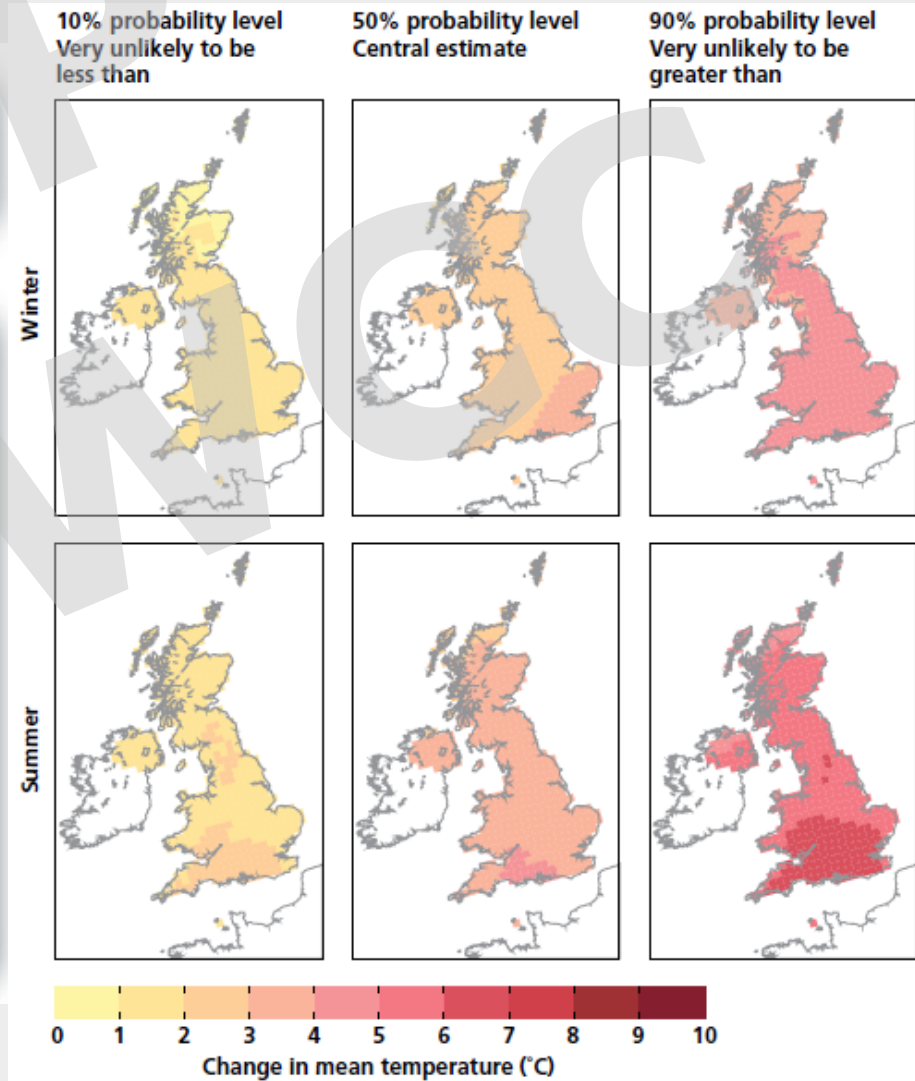 10% probability level
Very unlikely to be
less than
50% probability level
Central estimate
90% probability level
Very unlikely to be
greater than
Winter
Summer
0 1 2 3 4 5 6 7 8 9 10
Change in mean temperature (˚C)